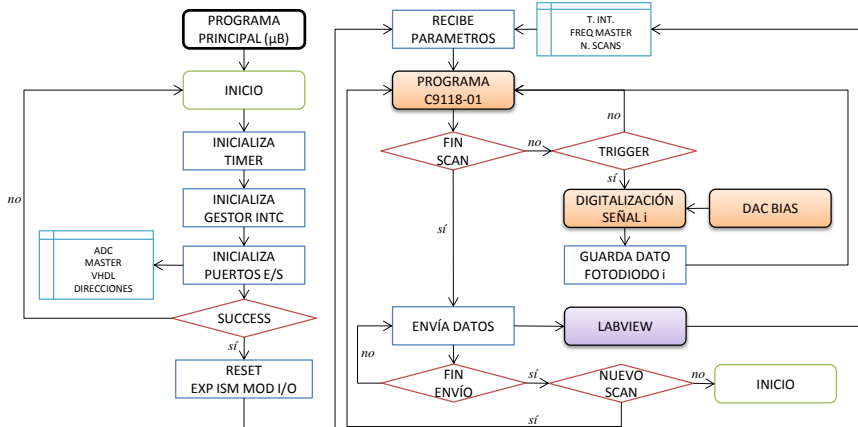 PROGRAMA
PRINCIPAL (µB)
INICIO
INICIALIZA
TIMER
no
INICIALIZA
GESTOR INTC
ADC
MASTER
VHDL
DIRECCIONES
INICIALIZA
PUERTOS E/S
SUCCESS
sí
RESET
EXP ISM MOD I/O
RECIBE
PARAMETROS
T. INT.
FREQ MASTER
N. SCANS
PROGRAMA
C9118-01
no
FIN
SCAN
no
TRIGGER
sí
DIGITALIZACIÓN
SEÑAL i
DAC BIAS
sí
GUARDA DATO
FOTODIODO i
ENVÍA DATOS
LABVIEW
no
FIN
ENVÍO
sí
NUEVO
SCAN
no
INICIO
sí